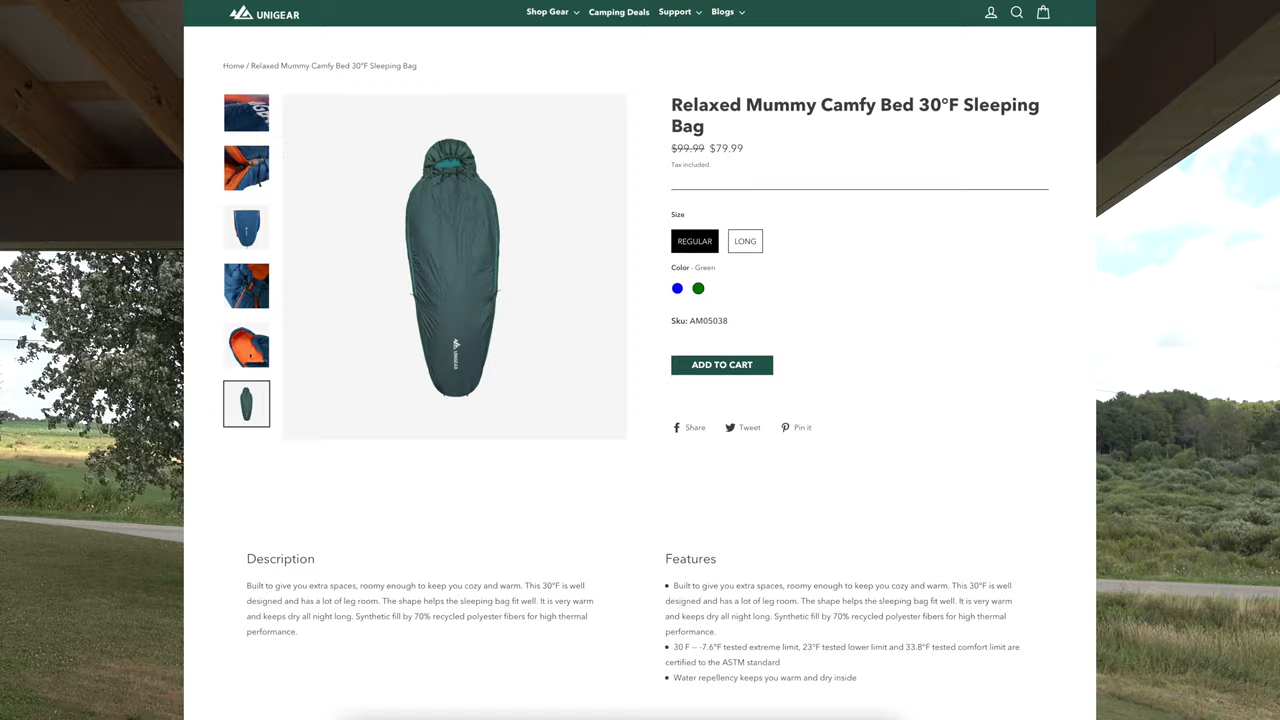 UNIGEAR
Shop Gear
Camping Deals
Support
Blogs
Home / Relaxed Mummy Camfy Bed 30°F Sleeping Bag
Relaxed Mummy Camfy Bed 30°F Sleeping
Bag
$99.99 $79.99
Tax included.
Size
REGULAR
LONG
Color - Green
Sku: AM05038
ADD TO CART
Share
Tweet
Pin it
UNIGEAR
Description
Built to give you extra spaces, roomy enough to keep you cozy and warm. This 30°F is well
designed and has a lot of leg room. The shape helps the sleeping bag fit well. It is very warm
and keeps dry all night long. Synthetic fill by 70% recycled polyester fibers for high thermal
performance.
Features
• Built to give you extra spaces, roomy enough to keep you cozy and warm. This 30°F is well
designed and has a lot of leg room. The shape helps the sleeping bag fit well. It is very warm
and keeps dry all night long. Synthetic fill by 70% recycled polyester fibers for high thermal
performance.
• 30 F — -7.6°F tested extreme limit, 23°F tested lower limit and 33.8°F tested comfort limit are
certified to the ASTM standard
• Water repellency keeps you warm and dry inside